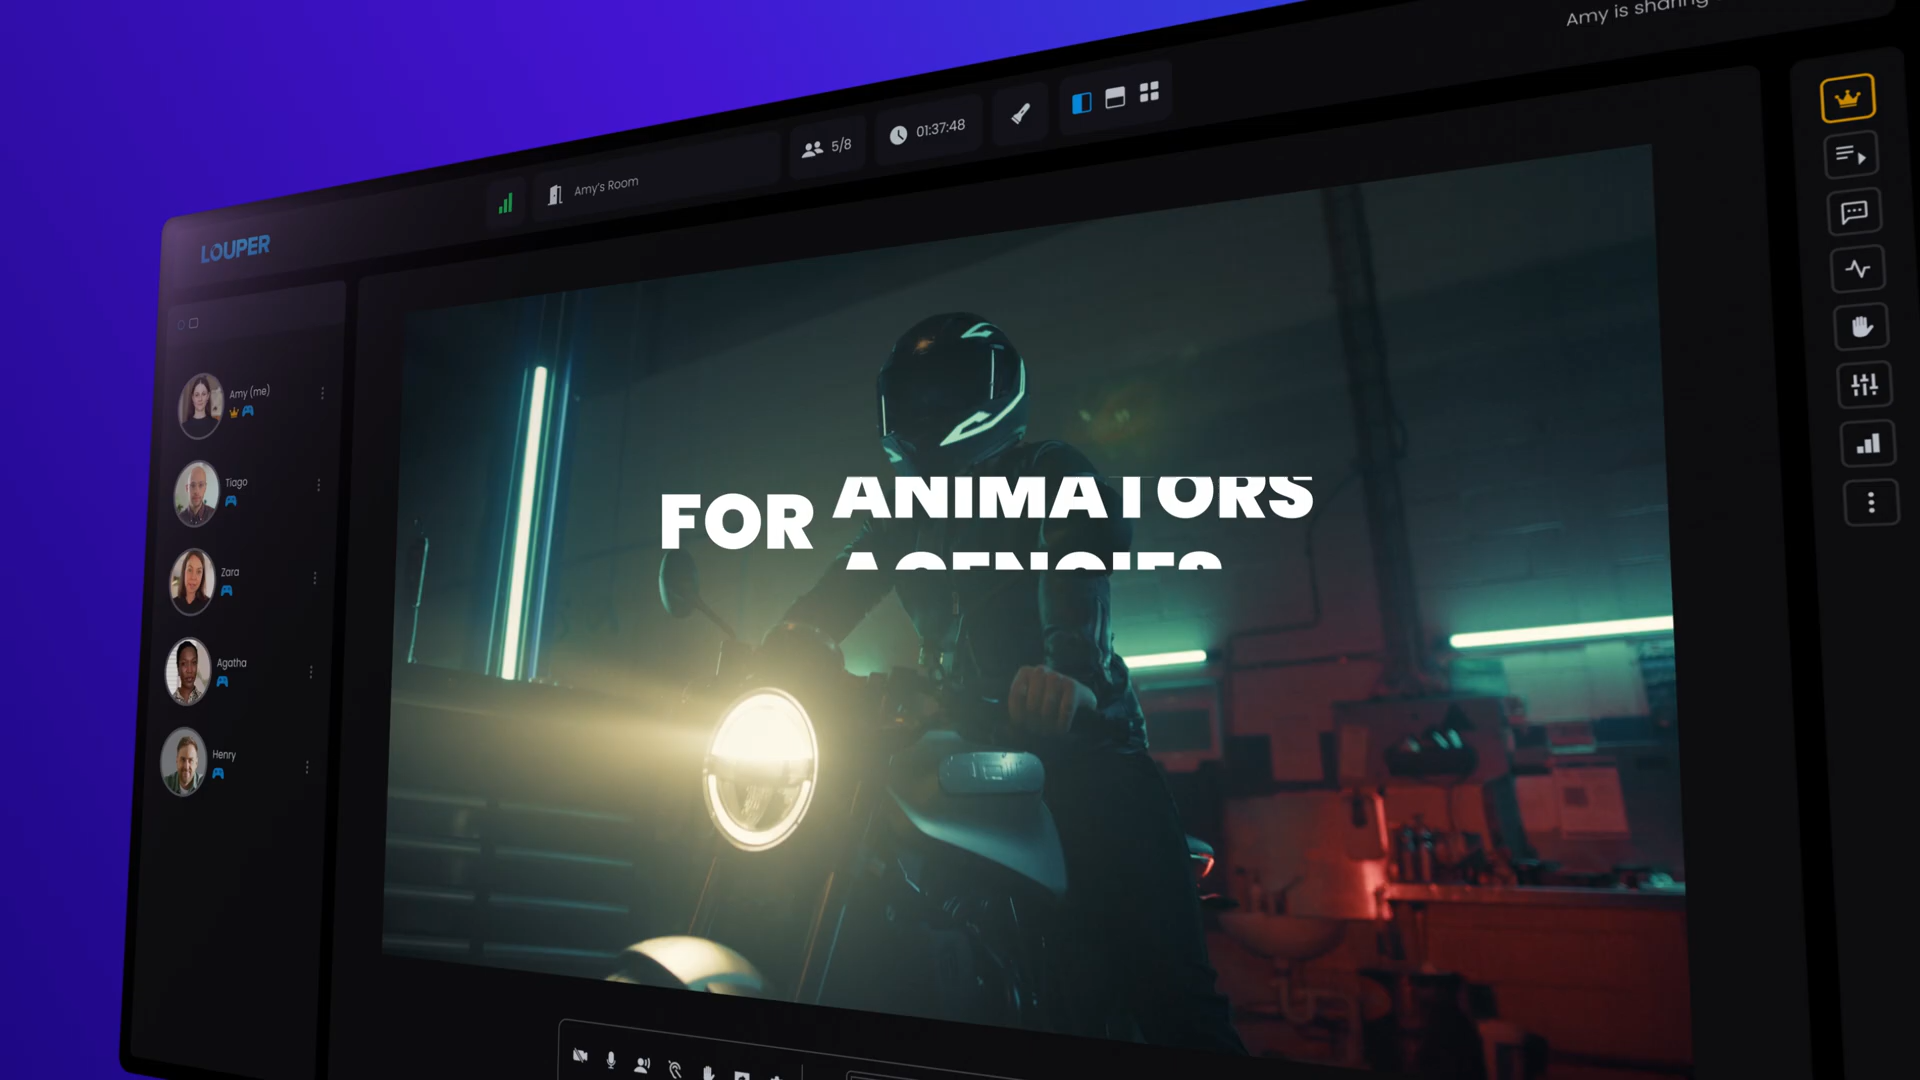 Amy is sharing
5/8
01:37:48
Amy's Room
LOUPER
Amy (me)
Tiago
Zara
Agatha
Henry
FOR ANIMATORS
AGENCIES